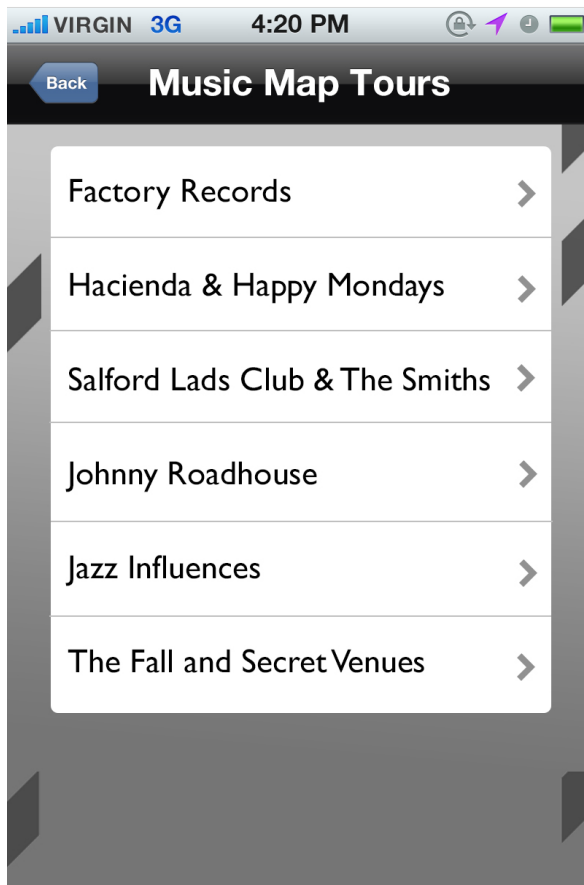 VIRGIN 3G 4:20 PM
Back Music Map Tours
Factory Records
Hacienda & Happy Mondays
Salford Lads Club & The Smiths
Johnny Roadhouse
Jazz Influences
The Fall and Secret Venues